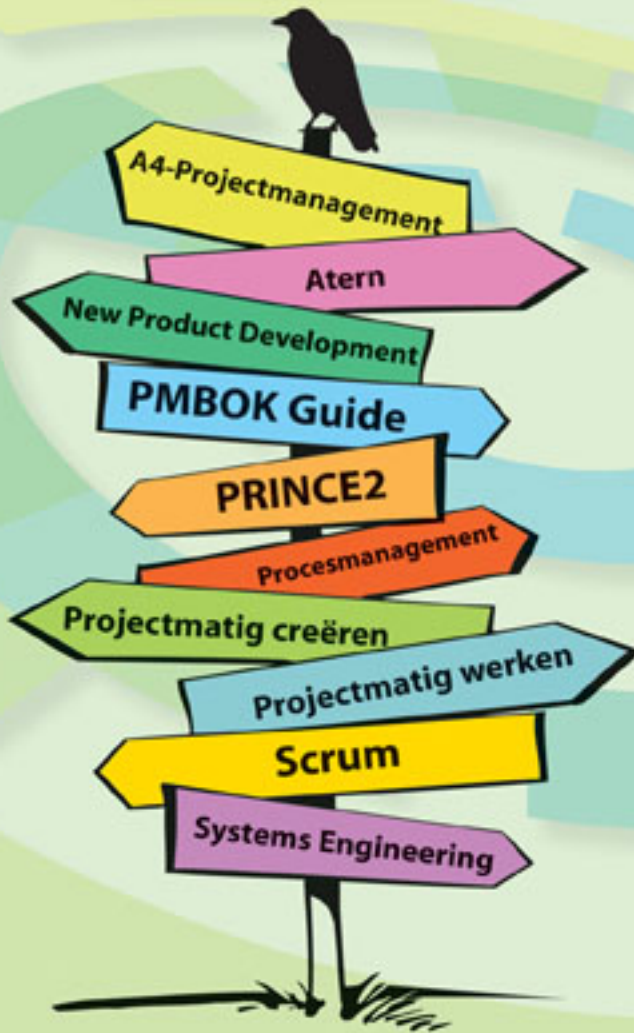 A4-Projectmanagement
Atern
New Product Development
PMBOK Guide
PRINCE2
Procesmanagement
Projectmatig creëren
Projectmatig werken
Scrum
Systems Engineering